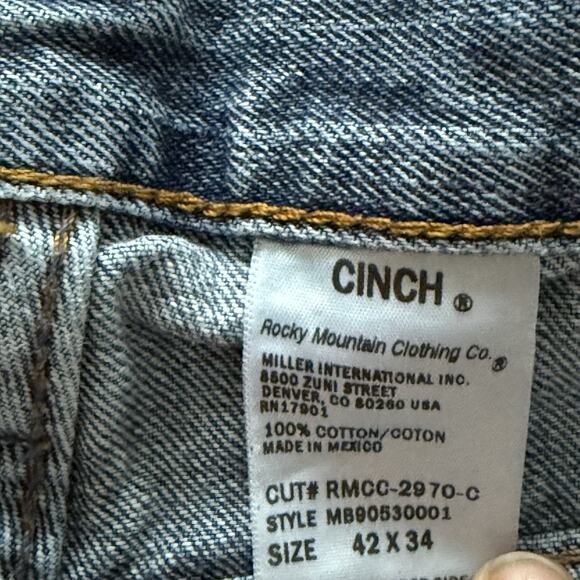 CINCH ®
Rocky Mountain Clothing Co.®
MILLER INTERNATIONAL INC.
8500 ZUNI STREET
DENVER, CO 80260 USA
RN17901
100% COTTON/COTON
MADE IN MEXICO
CUT# RMCC-2970-C
STYLE MB90530001
SIZE 42 X 34